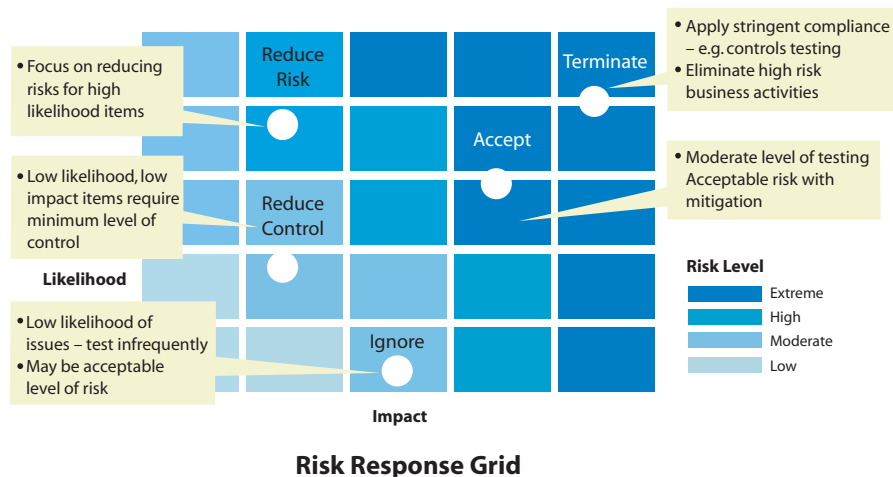 • Focus on reducing
risks for high
likelihood items
Reduce
Risk
Terminate
• Apply stringent compliance
– e.g. controls testing
• Eliminate high risk
business activities
Accept
• Low likelihood, low
impact items require
minimum level of
control
Reduce
Control
• Moderate level of testing
Acceptable risk with
mitigation
Likelihood
• Low likelihood of
issues – test infrequently
• May be acceptable
level of risk
Ignore
Risk Level
Extreme
High
Moderate
Low
Impact
Risk Response Grid